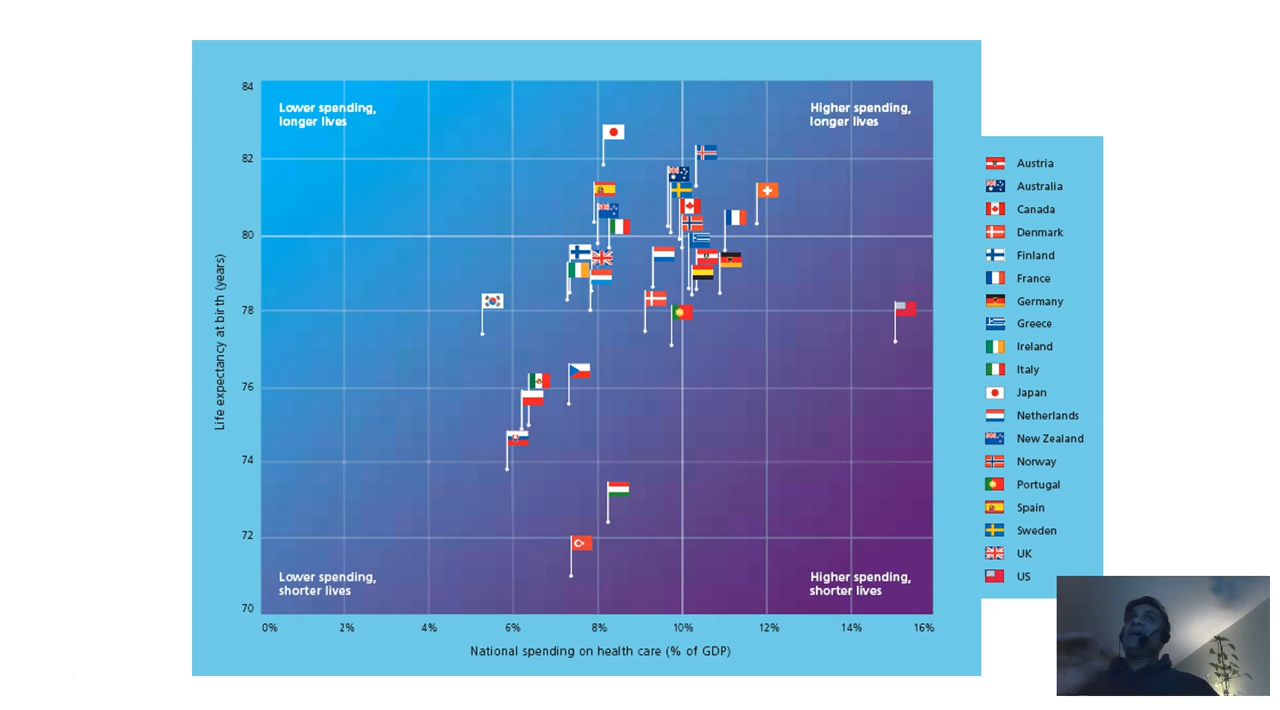 84
82
80
78
76
74
72
70
Life expectancy at birth (years)
Lower spending,
longer lives
Higher spending,
longer lives
Lower spending,
shorter lives
Higher spending,
shorter lives
0%
2%
4%
6%
8%
10%
12%
14%
16%
National spending on health care (% of GDP)
Austria
Australia
Canada
Denmark
Finland
France
Germany
Greece
Ireland
Italy
Japan
Netherlands
New Zealand
Norway
Portugal
Spain
Sweden
UK
US